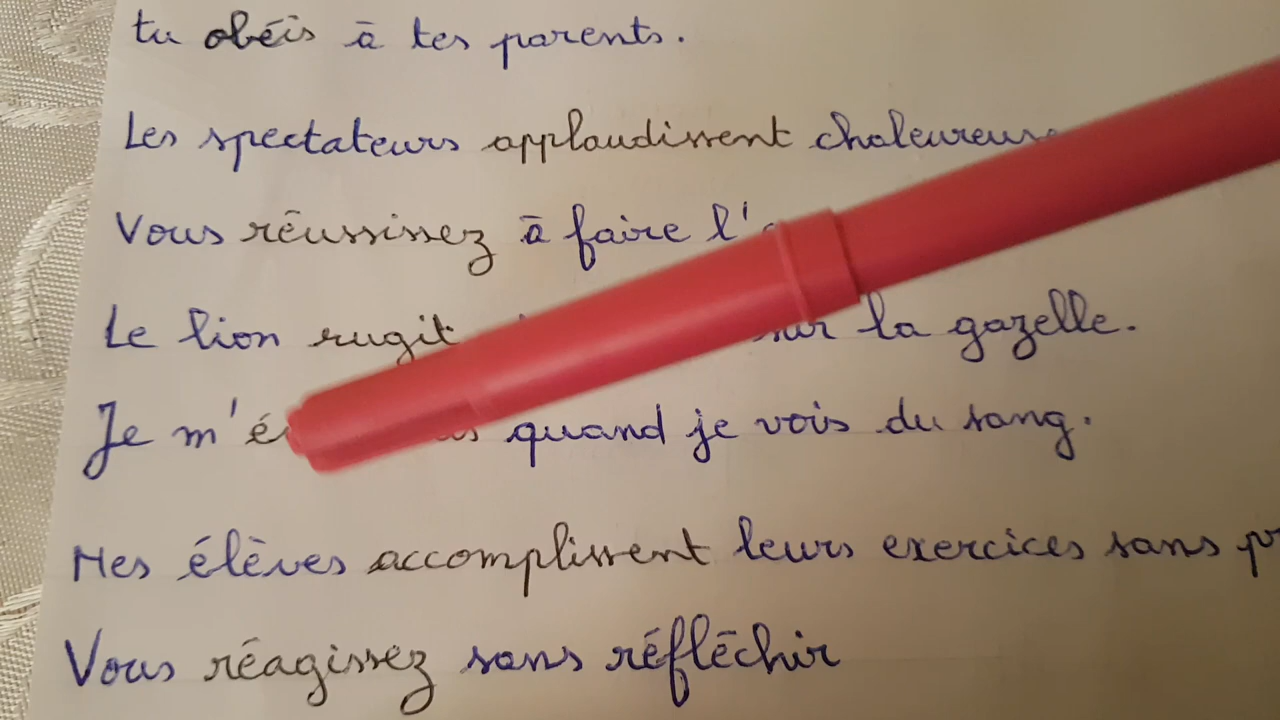 tu obéis à tes parents.
Les spectateurs applaudissent
Vous réussissez à faire
Le lion rugit sur la gazelle.
Je quand je vois du sang.
Mes élèves accomplissent leurs exercices sans
Vous réagissez sans réfléchir